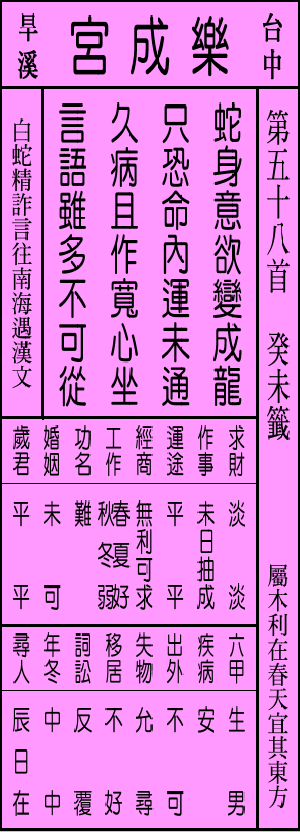 台中
樂成宮
旱溪
第五十八首 癸未籤
屬木利在春天宜其東方
蛇身意欲變成龍
只恐命內運未通
久病且作寬心坐
言語雖多不可從
白蛇精詐言往南海遇漢文
求財 淡淡
作事 未日抽成
運途 平平
經商 無利可求
工作 春夏好秋冬弱
功名 難
婚姻 未可
歲君 平平
六甲 生男
疾病 安
出外 不可
失物 允尋
移居 不好
詞訟 反覆
年冬 中中
尋人 辰日在